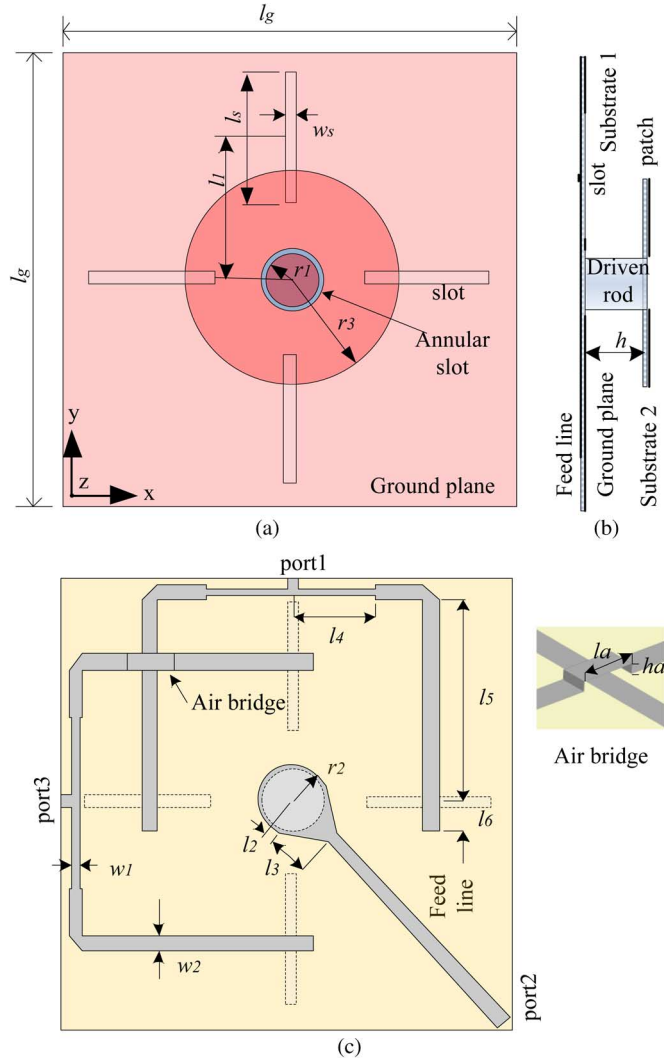 lg
lg
ls
ws
l1
r1
slot
r3
Annular
slot
y
z
x
Ground plane
(a)
Substrate 1
slot
patch
Driven
rod
h
Feed line
Ground plane
Substrate 2
(b)
port1
l4
Air bridge
l5
port3
r2
l6
l2
l3
w1
Feed
line
w2
port2
(c)
la
ha
Air bridge